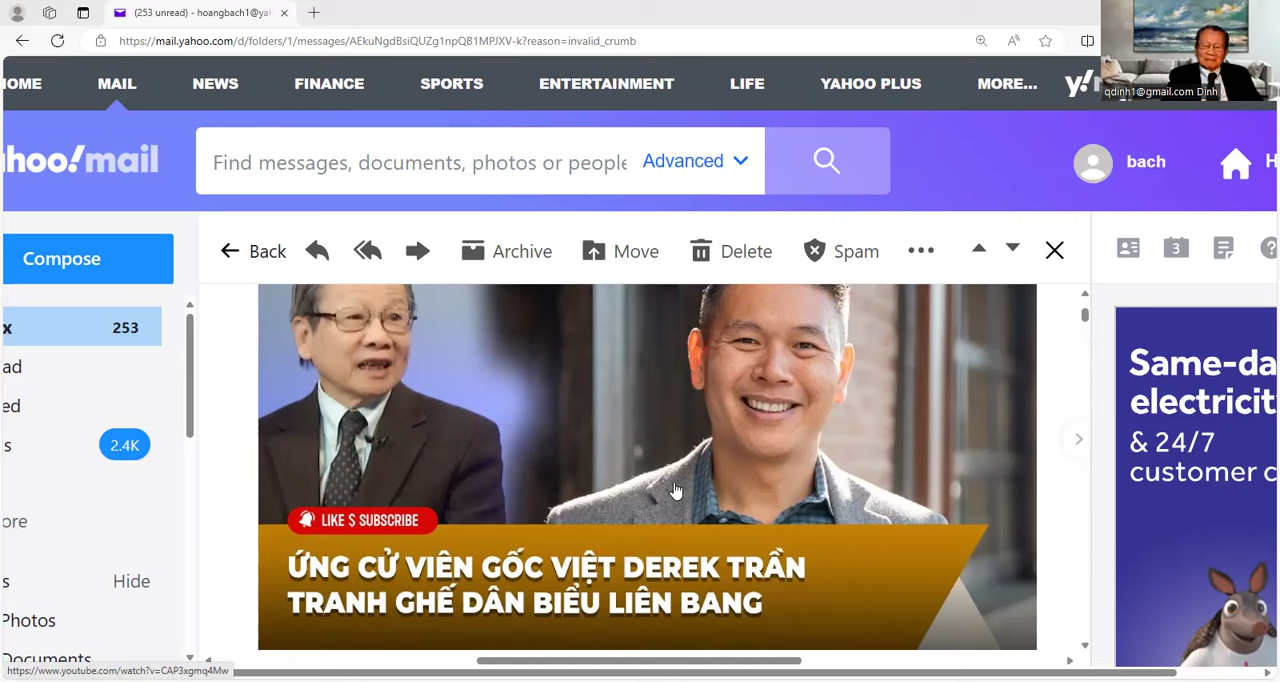 (253 unread) - hoangbach1@yah
https://mail.yahoo.com/d/folders/1/messages/AEkuNgdBsiQUZg1npQB1MPJXV-k?reason=invalid_crumb
OME MAIL NEWS FINANCE SPORTS ENTERTAINMENT LIFE YAHOO PLUS MORE... y!
qdinh1@gmail.com Dinh
hoo!mail
Find messages, documents, photos or people
Advanced
bach
H
Compose
Back Archive Move Delete Spam
3
x 253
ad
ed
s 2.4K
ore
s Hide
Photos
Documents
LIKE $ SUBSCRIBE
ỨNG CỬ VIÊN GỐC VIỆT DEREK TRẦN
TRANH GHẾ DÂN BIỂU LIÊN BANG
Same-da
electricit
& 24/7
customer c
https://www.youtube.com/watch?v=CAP3xgmq4Mw